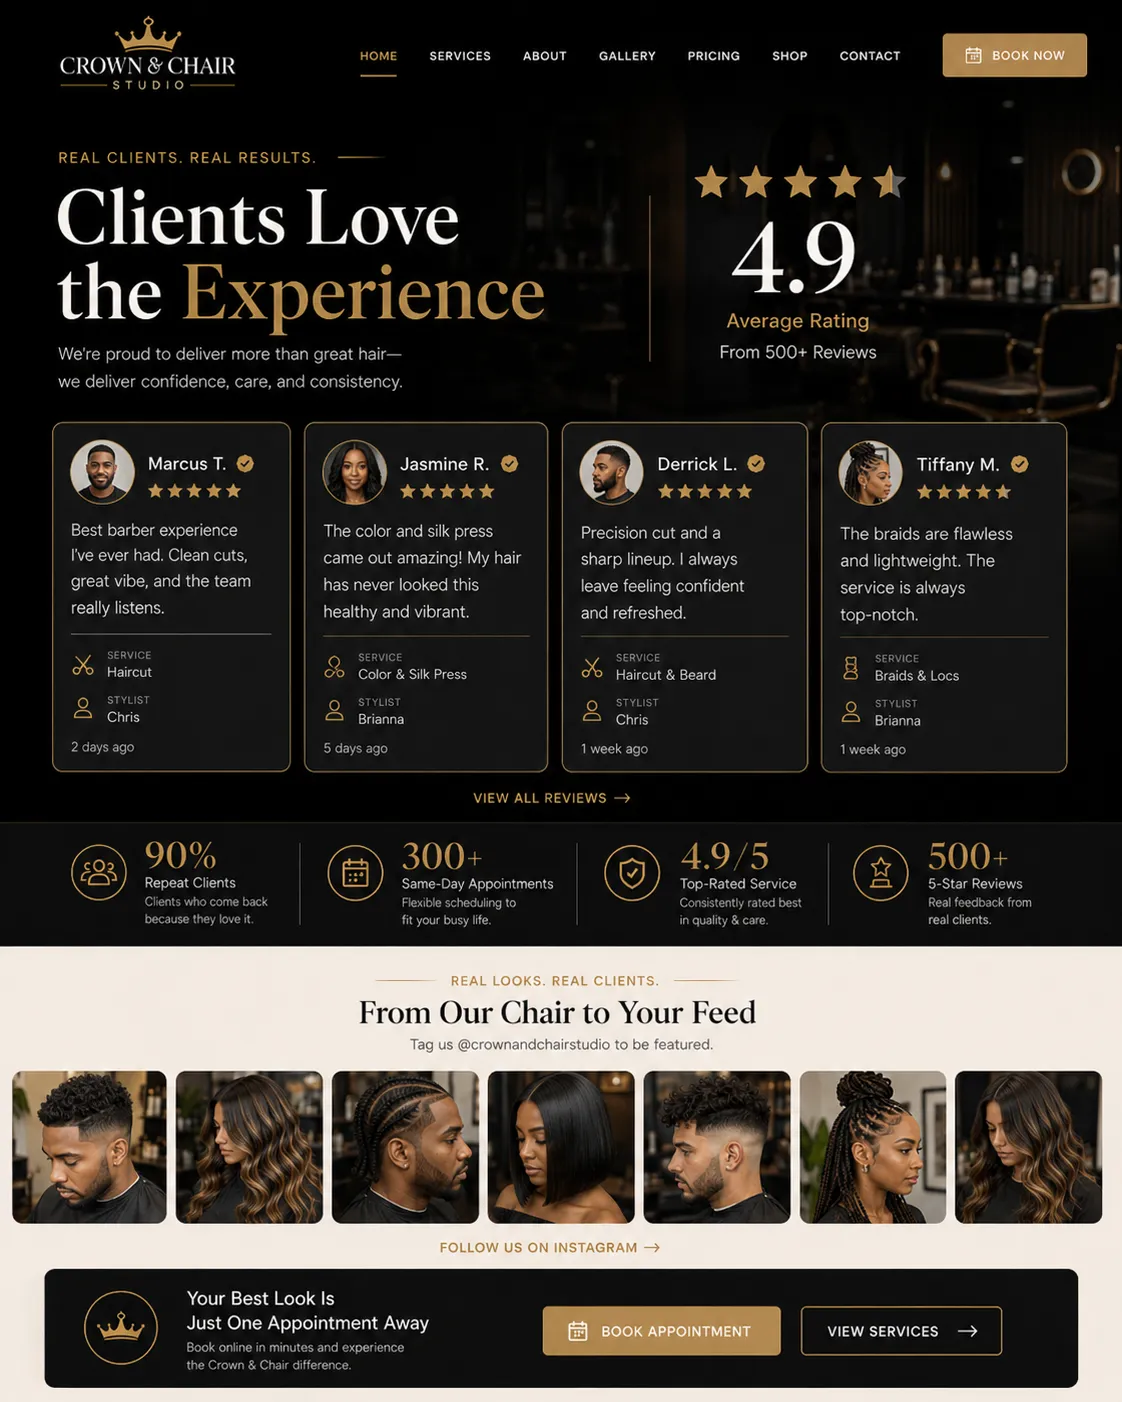 CROWN & CHAIR
STUDIO
HOME
SERVICES
ABOUT
GALLERY
PRICING
SHOP
CONTACT
BOOK NOW
REAL CLIENTS. REAL RESULTS.
Clients Love
the Experience
We're proud to deliver more than great hair—
we deliver confidence, care, and consistency.
4.9
Average Rating
From 500+ Reviews
Marcus T.
Best barber experience
I've ever had. Clean cuts,
great vibe, and the team
really listens.
SERVICE
Haircut
STYLIST
Chris
2 days ago
Jasmine R.
The color and silk press
came out amazing! My hair
has never looked this
healthy and vibrant.
SERVICE
Color & Silk Press
STYLIST
Brianna
5 days ago
Derrick L.
Precision cut and a
sharp lineup. I always
leave feeling confident
and refreshed.
SERVICE
Haircut & Beard
STYLIST
Chris
1 week ago
Tiffany M.
The braids are flawless
and lightweight. The
service is always
top-notch.
SERVICE
Braids & Locs
STYLIST
Brianna
1 week ago
VIEW ALL REVIEWS →
90%
Repeat Clients
Clients who come back
because they love it.
300+
Same-Day Appointments
Flexible scheduling to
fit your busy life.
4.9/5
Top-Rated Service
Consistently rated best
in quality & care.
500+
5-Star Reviews
Real feedback from
real clients.
REAL LOOKS. REAL CLIENTS.
From Our Chair to Your Feed
Tag us @crownandchairstudio to be featured.
FOLLOW US ON INSTAGRAM →
Your Best Look Is
Just One Appointment Away
Book online in minutes and experience
the Crown & Chair difference.
BOOK APPOINTMENT
VIEW SERVICES →